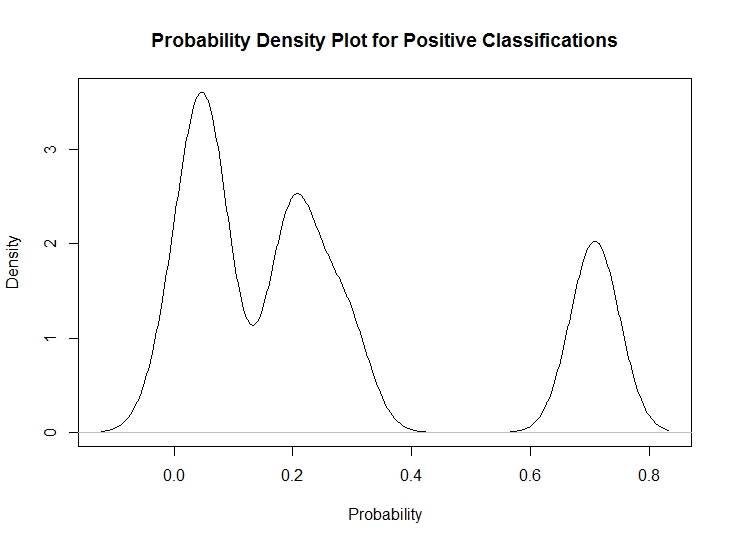 Probability Density Plot for Positive Classifications
3
2
1
0
Density
0.0 0.2 0.4 0.6 0.8
Probability